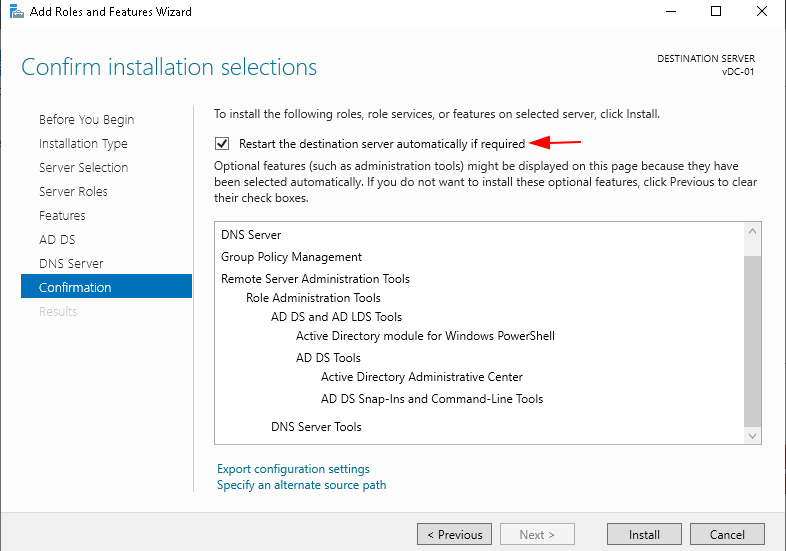 Add Roles and Features Wizard
Confirm installation selections
DESTINATION SERVER
vDC-01
Before You Begin
Installation Type
Server Selection
Server Roles
Features
AD DS
DNS Server
Confirmation
Results
To install the following roles, role services, or features on selected server, click Install.
Restart the destination server automatically if required
Optional features (such as administration tools) might be displayed on this page because they have
been selected automatically. If you do not want to install these optional features, click Previous to clear
their check boxes.
DNS Server
Group Policy Management
Remote Server Administration Tools
Role Administration Tools
AD DS and AD LDS Tools
Active Directory module for Windows PowerShell
AD DS Tools
Active Directory Administrative Center
AD DS Snap-Ins and Command-Line Tools
DNS Server Tools
Export configuration settings
Specify an alternate source path
< Previous
Next >
Install
Cancel